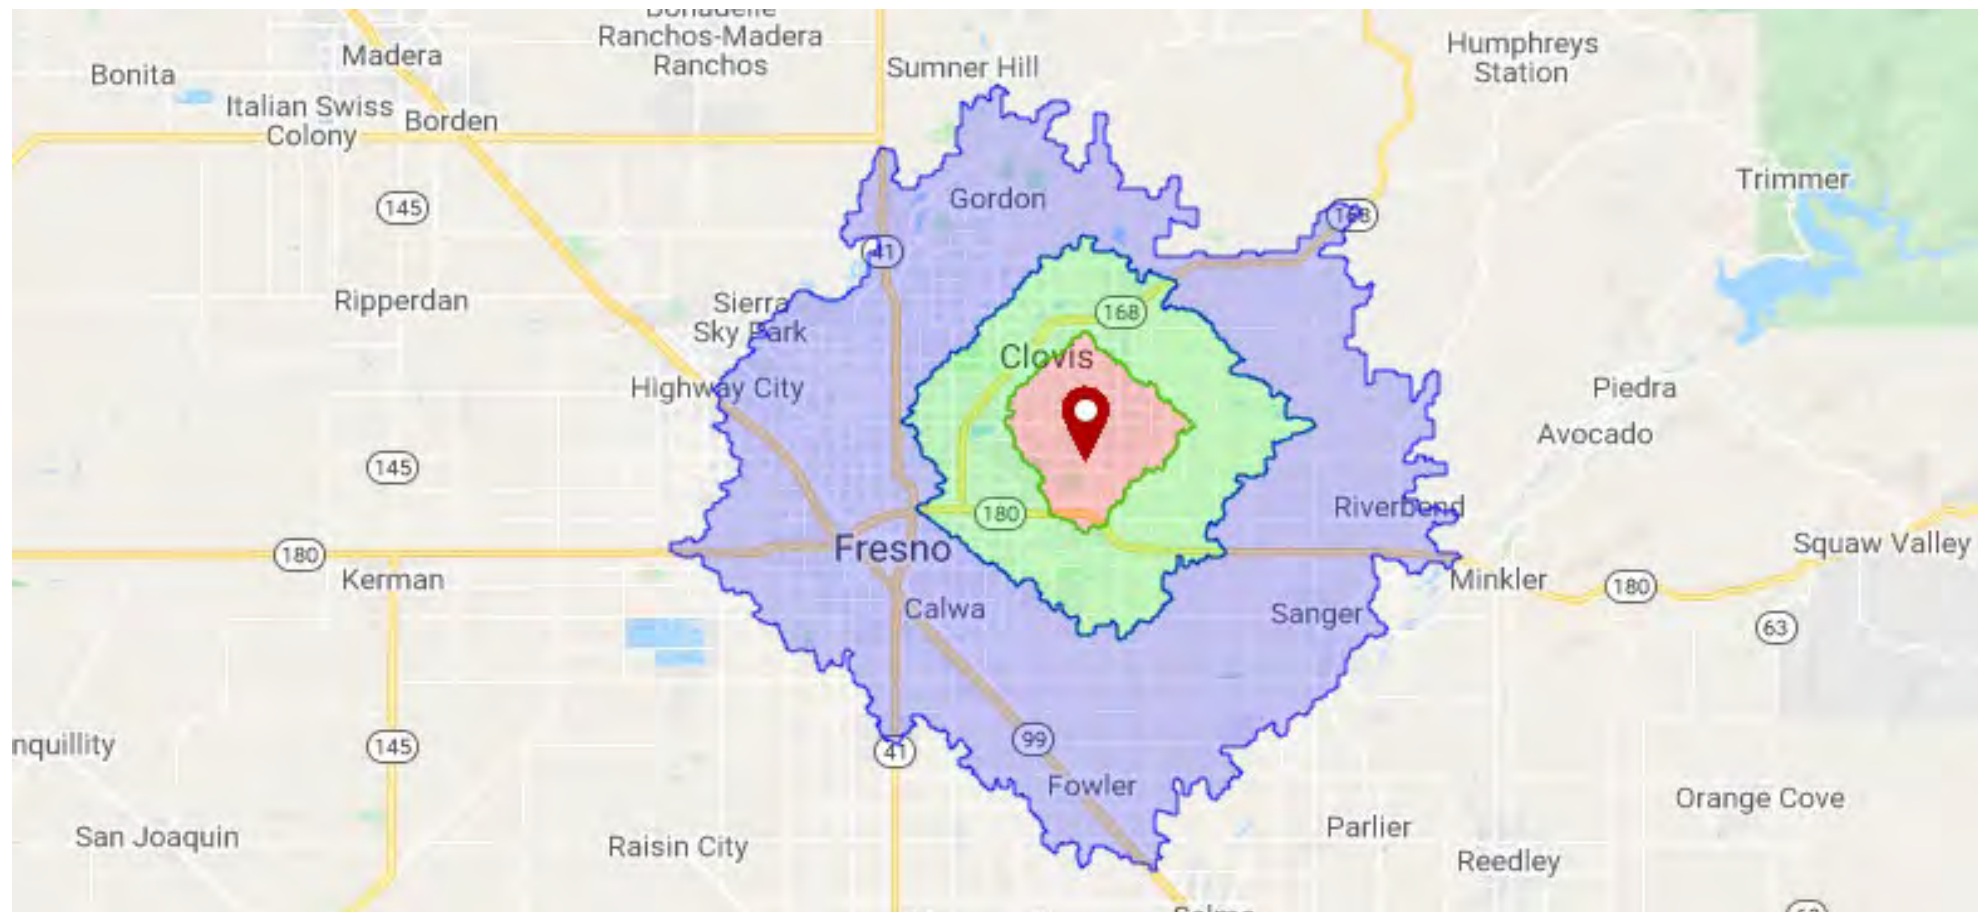 Ranchos-Madera
Ranchos
Humphreys
Station
Madera
Bonita
Sumner Hill
Italian Swiss
Colony
Borden
Trimmer
Gordon
145
168
41
Ripperdan
Sierra
Sky Park
168
Clovis
Highway City
Piedra
Avocado
145
Riverbend
180
Fresno
180
Squaw Valley
Kerman
Minkler
180
Calwa
Sanger
63
nquillity
145
41
99
Fowler
Orange Cove
San Joaquin
Raisin City
Parlier
Reedley